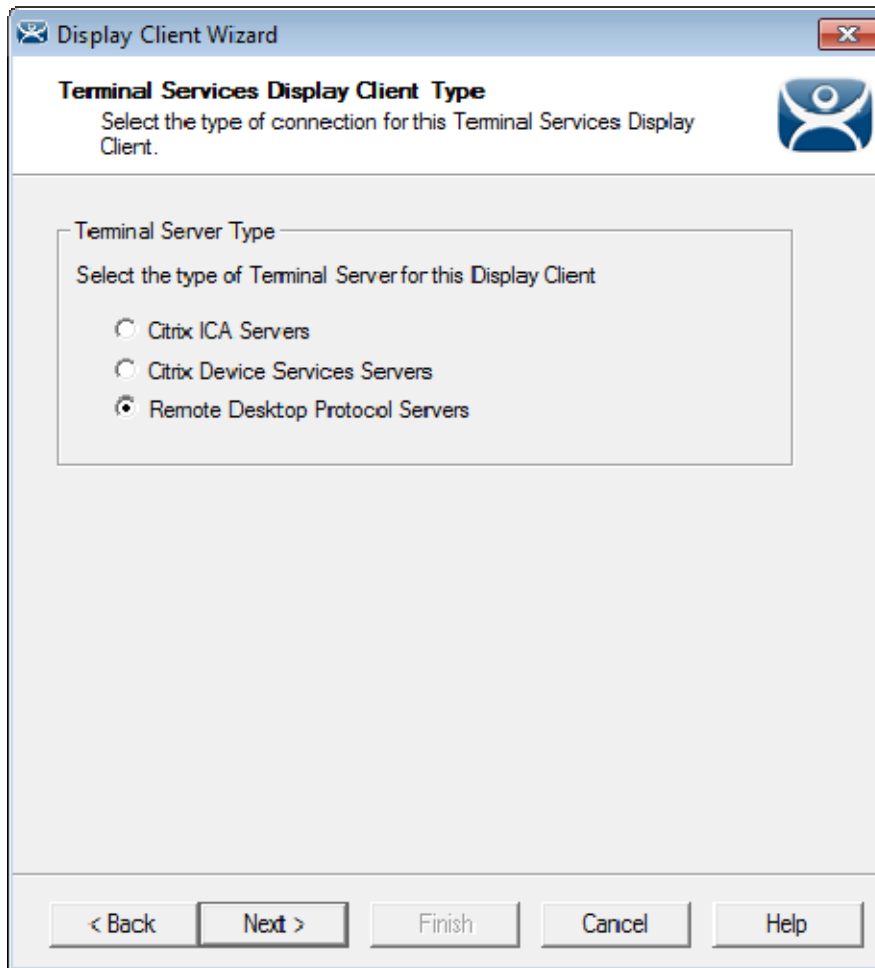 Display Client Wizard
Terminal Services Display Client Type
Select the type of connection for this Terminal Services Display
Client.
Terminal Server Type
Select the type of Terminal Server for this Display Client
Citrix ICA Servers
Citrix Device Services Servers
Remote Desktop Protocol Servers
< Back Next > Finish Cancel Help